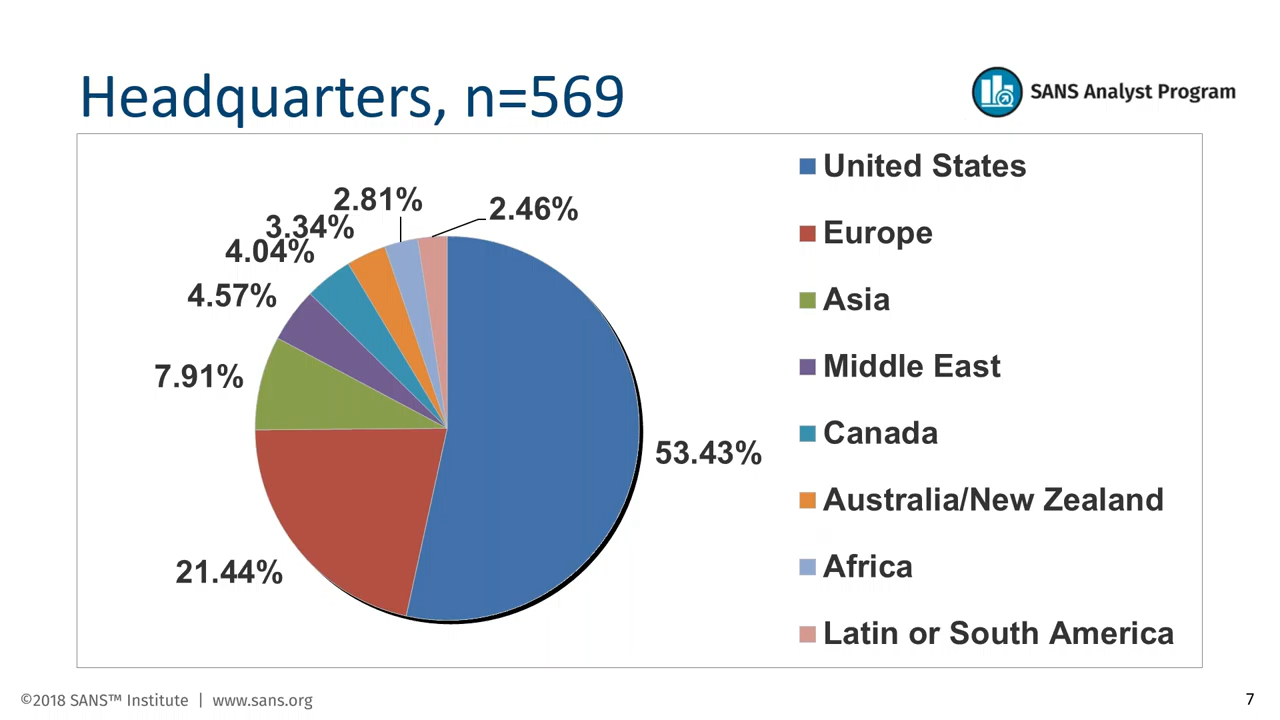 Headquarters, n=569
SANS Analyst Program
2.81%
2.46%
3.34%
4.04%
4.57%
7.91%
53.43%
21.44%
United States
Europe
Asia
Middle East
Canada
Australia/New Zealand
Africa
Latin or South America
©2018 SANS™ Institute | www.sans.org
7